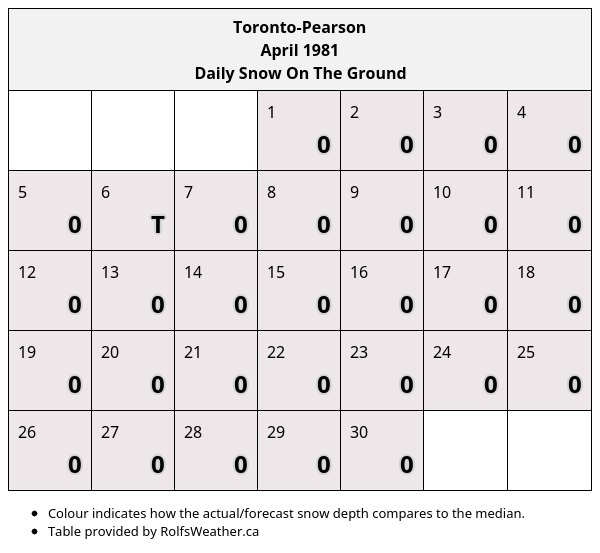 Toronto-Pearson
April 1981
Daily Snow On The Ground
1 2 3 4
0 0 0 0
5 6 7 8 9 10 11
0 T 0 0 0 0 0
12 13 14 15 16 17 18
0 0 0 0 0 0 0
19 20 21 22 23 24 25
0 0 0 0 0 0 0
26 27 28 29 30
0 0 0 0 0
Colour indicates how the actual/forecast snow depth compares to the median.
Table provided by RolfsWeather.ca